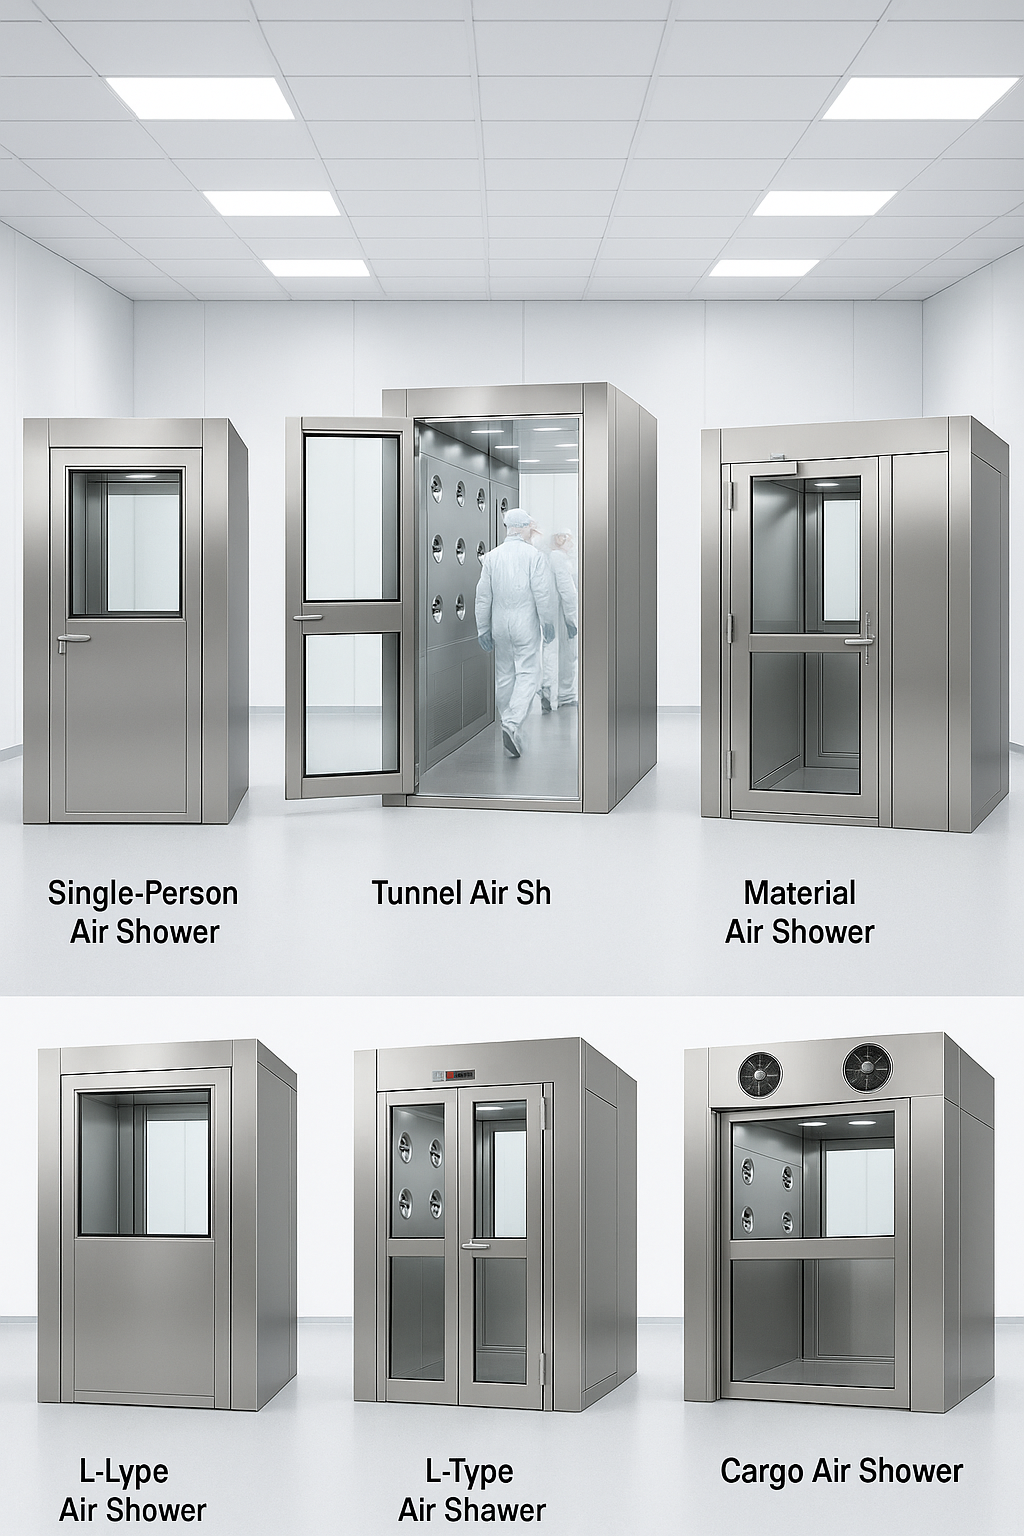 Single-Person
Air Shower
Tunnel Air Sh
Material
Air Shower
L-Lype
Air Shower
L-Type
Air Shawer
Cargo Air Shower